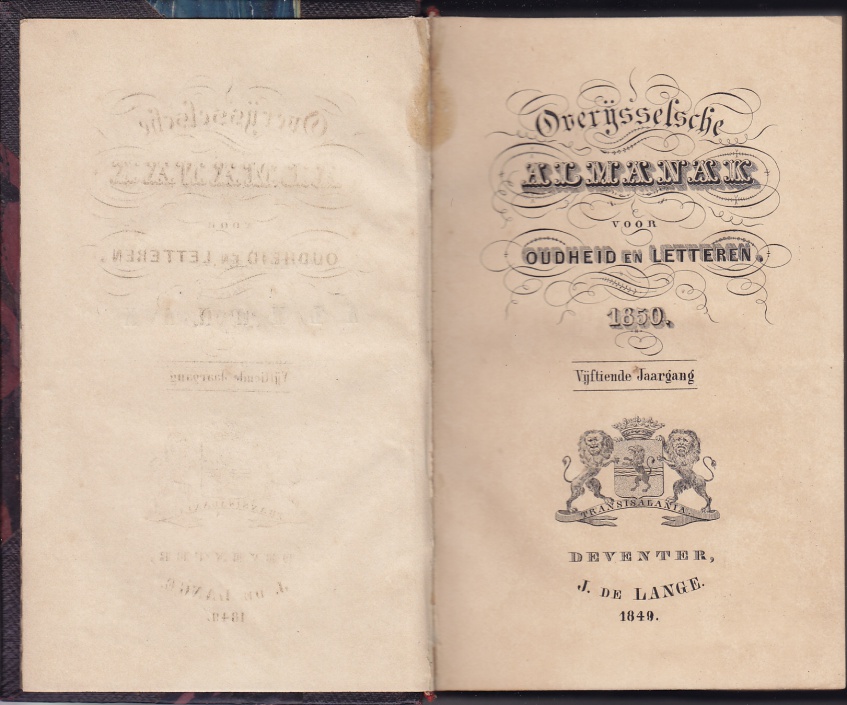 Overijsselsche
ALMANAK
VOOR
OUDHEID EN LETTEREN.
1850.
Vijftiende Jaargang
TRANSISALANIA.
DEVENTER,
J. DE LANGE.
1849.